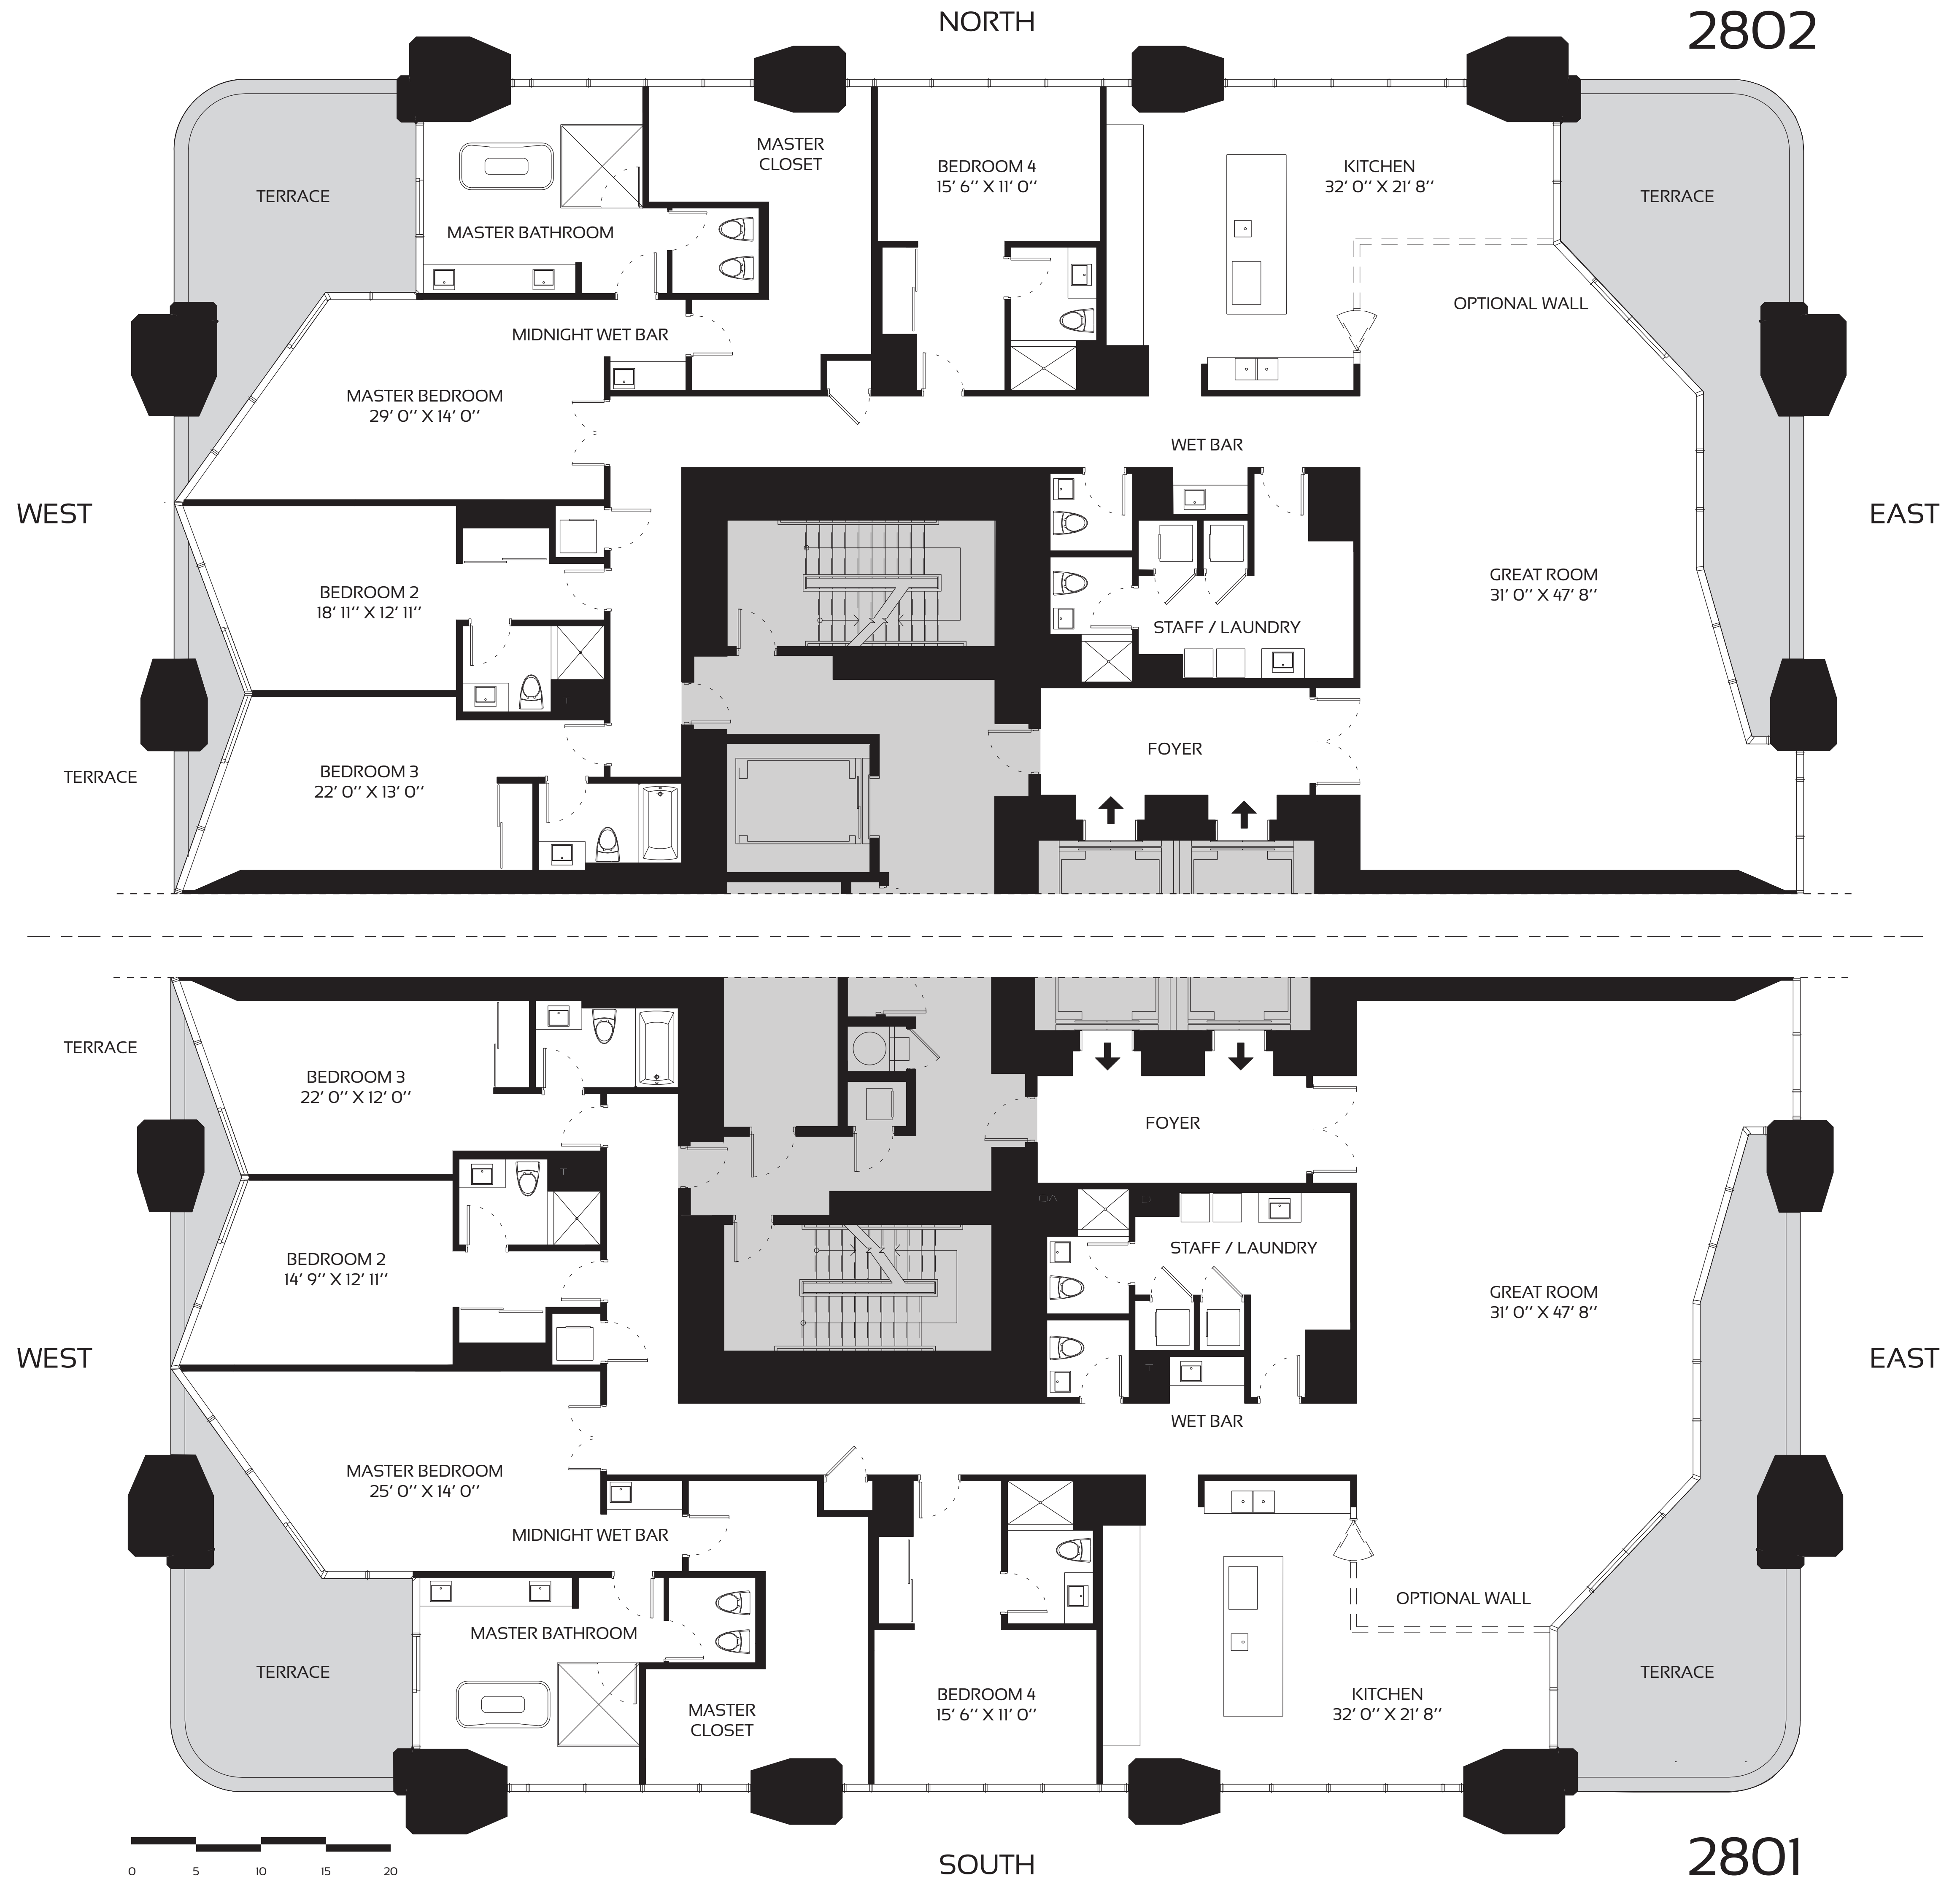 NORTH
2802
TERRACE
MASTER BATHROOM
MASTER
CLOSET
BEDROOM 4
15’ 6’’ X 11’ 0’’
KITCHEN
32’ 0’’ X 21’ 8’’
TERRACE
OPTIONAL WALL
MIDNIGHT WET BAR
MASTER BEDROOM
29’ 0’’ X 14’ 0’’
WET BAR
WEST
EAST
BEDROOM 2
18’ 11’’ X 12’ 11’’
GREAT ROOM
31’ 0’’ X 47’ 8’’
STAFF / LAUNDRY
FOYER
TERRACE
BEDROOM 3
22’ 0’’ X 13’ 0’’
TERRACE
BEDROOM 3
22’ 0’’ X 12’ 0’’
FOYER
BEDROOM 2
14’ 9’’ X 12’ 11’’
STAFF / LAUNDRY
GREAT ROOM
31’ 0’’ X 47’ 8’’
WEST
EAST
WET BAR
MASTER BEDROOM
25’ 0’’ X 14’ 0’’
MIDNIGHT WET BAR
OPTIONAL WALL
MASTER BATHROOM
TERRACE
MASTER
CLOSET
BEDROOM 4
15’ 6’’ X 11’ 0’’
KITCHEN
32’ 0’’ X 21’ 8’’
TERRACE
0 5 10 15 20
SOUTH
2801